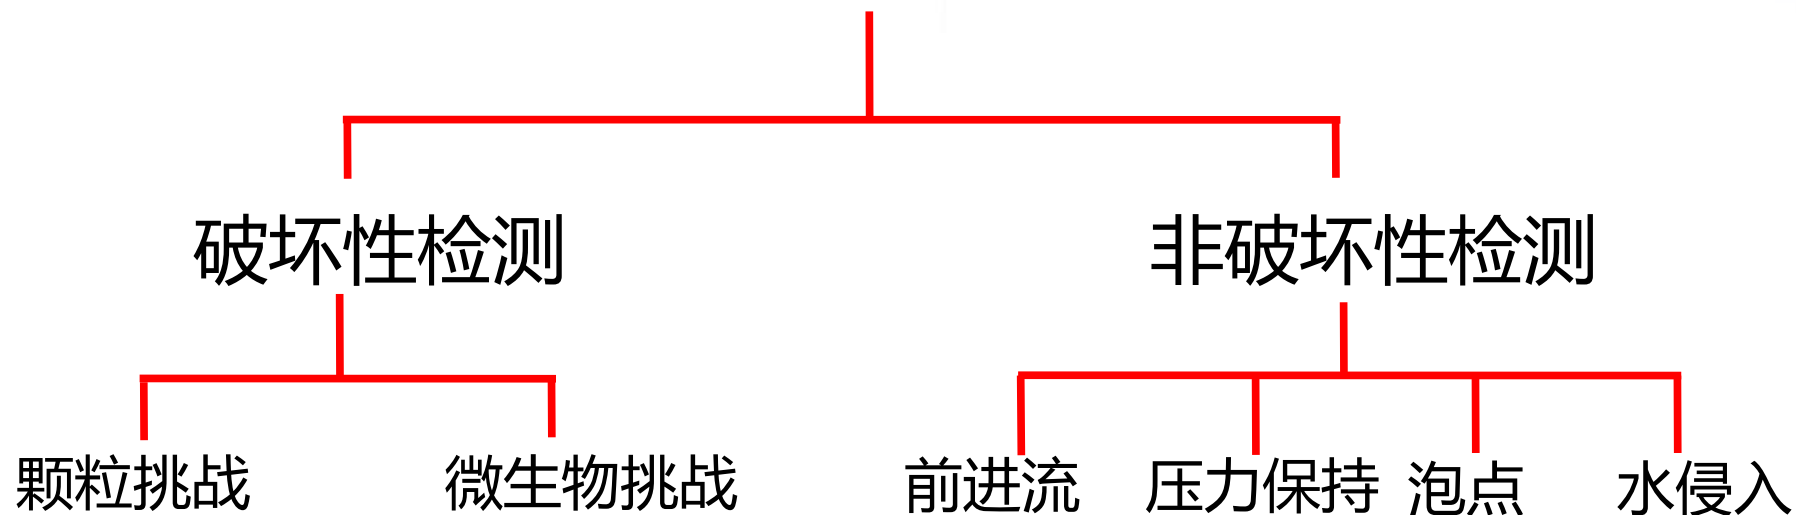 破坏性检测
非破坏性检测
颗粒挑战
微生物挑战
前进流
压力保持
泡点
水侵入